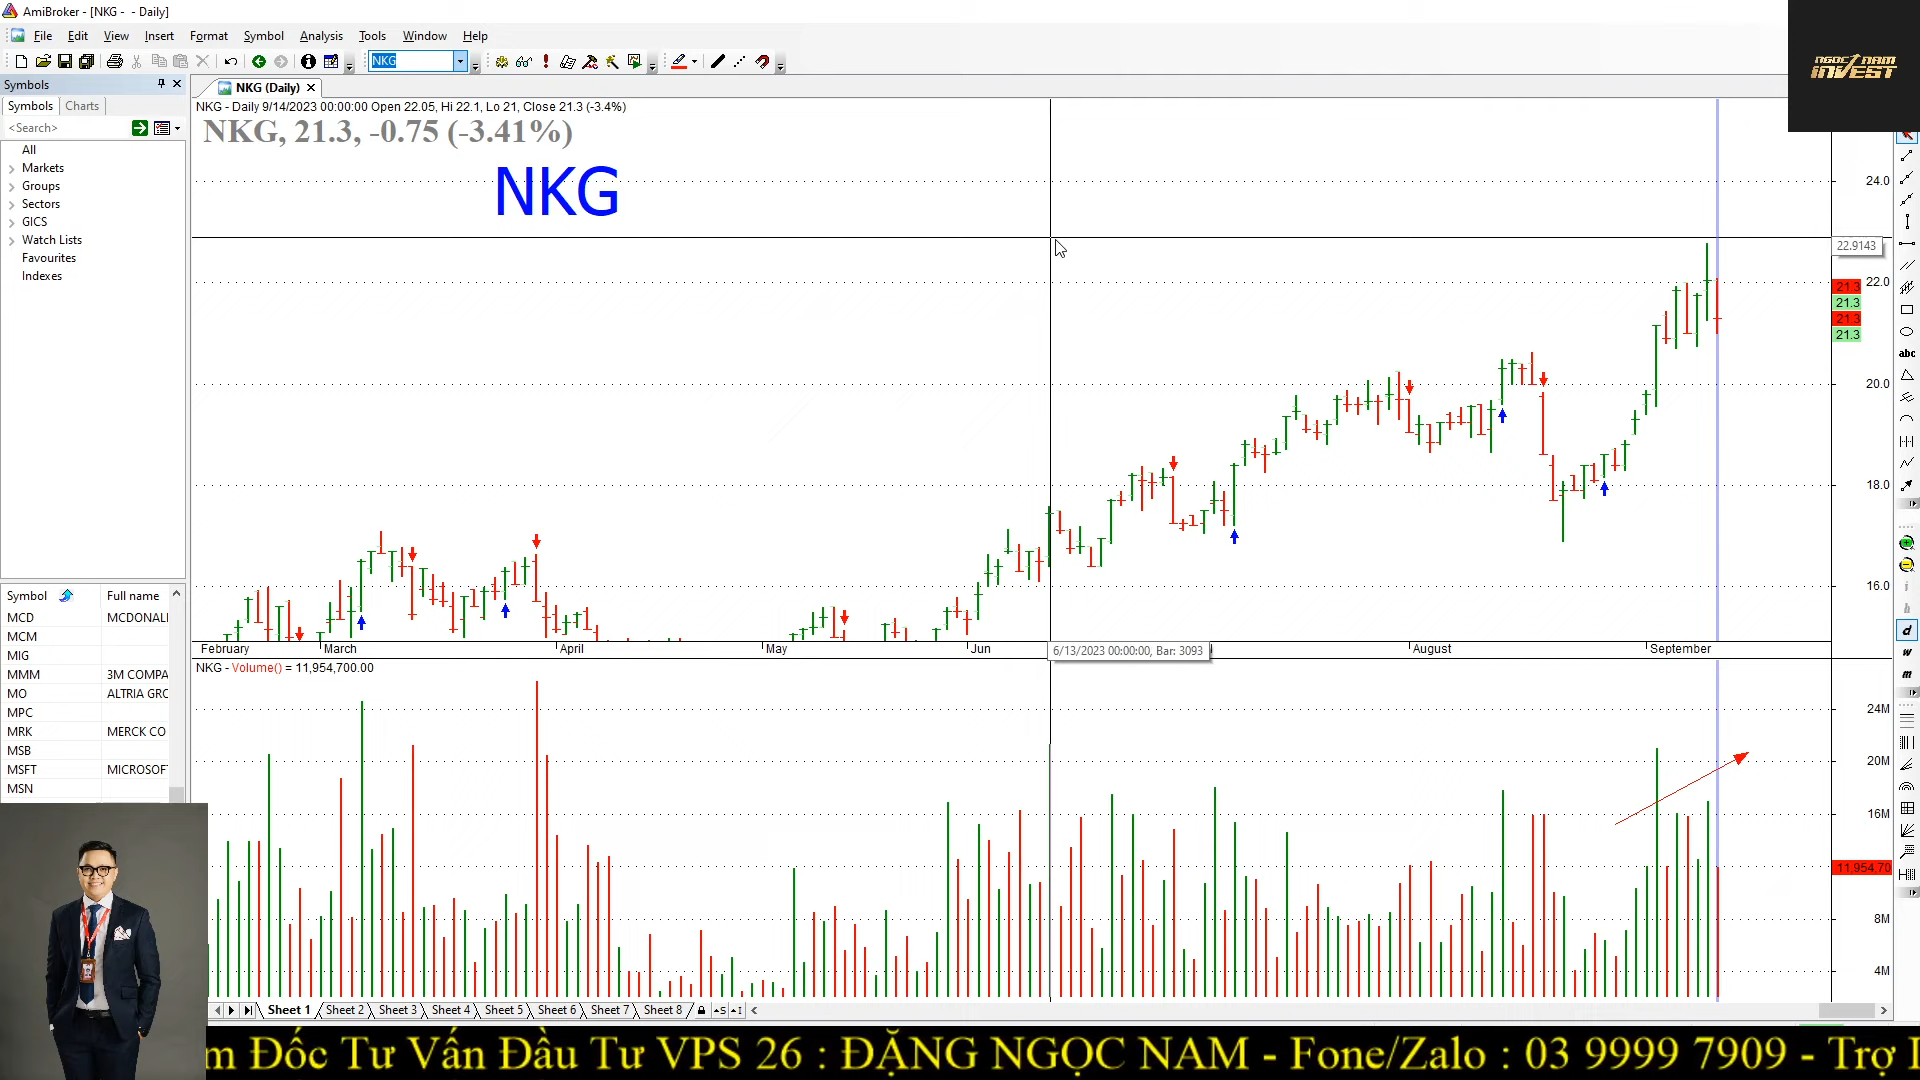 AmiBroker - [NKG - - Daily]
File Edit View Insert Format Symbol Analysis Tools Window Help
NKG
NGOC NAM
INVEST
Symbols
NKG (Daily)
Symbols Charts
<Search>
All
Markets
Groups
Sectors
GICS
Watch Lists
Favourites
Indexes
NKG - Daily 9/14/2023 00:00:00 Open 22.05, Hi 22.1, Lo 21, Close 21.3 (-3.4%)
NKG, 21.3, -0.75 (-3.41%)
NKG
24.0
22.9143
22.0
21.3
21.3
21.3
21.3
20.0
18.0
16.0
abc
d
w
m
February March April May Jun 6/13/2023 00:00:00, Bar: 3093 August September
NKG - Volume() = 11,954,700.00
24M
20M
16M
11,954,70
8M
4M
Symbol Full name
MCD MCDONALI
MCM
MIG
MMM 3M COMPA
MO ALTRIA GRC
MPC
MRK MERCK CO
MSB
MSFT MICROSOF
MSN
Sheet 1 Sheet 2 Sheet 3 Sheet 4 Sheet 5 Sheet 6 Sheet 7 Sheet 8
m Đốc Tư Vấn Đầu Tư VPS 26 : ĐẶNG NGỌC NAM - Fone/Zalo : 03 9999 7909 - Trợ